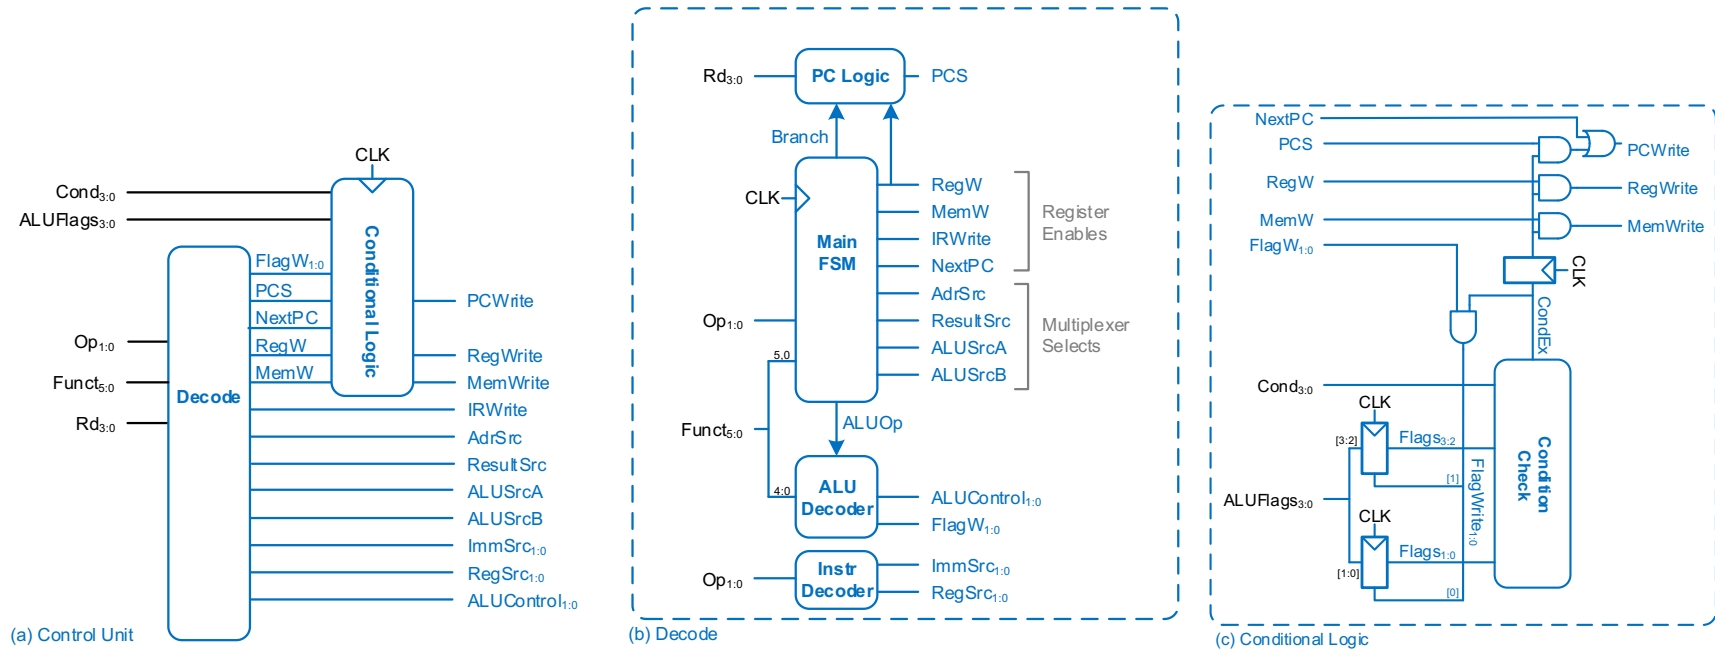 CLK
Cond3:0
ALUFlags3:0
Conditional Logic
FlagW1:0
PCS
NextPC
RegW
MemW
PCWrite
RegWrite
MemWrite
Op1:0
Funct5:0
Rd3:0
Decode
IRWrite
AdrSrc
ResultSrc
ALUSrcA
ALUSrcB
ImmSrc1:0
RegSrc1:0
ALUControl1:0
(a) Control Unit
Rd3:0
PC Logic
PCS
Branch
CLK
Main
FSM
RegW
MemW
IRWrite
NextPC
Register
Enables
AdrSrc
ResultSrc
ALUSrcA
ALUSrcB
Multiplexer
Selects
Op1:0
5,0
Funct5:0
ALUOp
4:0
ALU
Decoder
ALUControl1:0
FlagW1:0
Op1:0
Instr
Decoder
ImmSrc1:0
RegSrc1:0
(b) Decode
NextPC
PCS
RegW
MemW
FlagW1:0
PCWrite
RegWrite
MemWrite
CLK
CondEx
Cond3:0
CLK
[3:2]
Flags3:2
[1]
FlagWrite1:0
ALUFlags3:0
CLK
[1:0]
Flags1:0
[0]
Condition
Check
(c) Conditional Logic